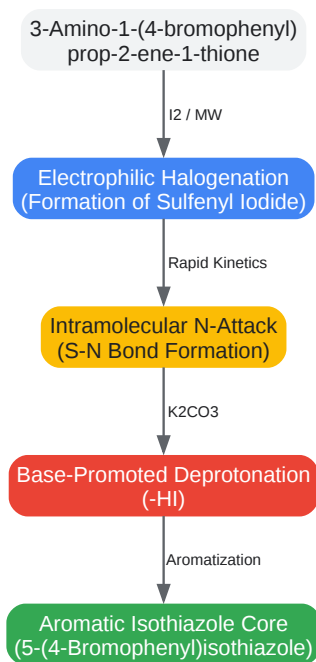 3-Amino-1-(4-bromophenyl)
prop-2-ene-1-thione
I2 / MW
Electrophilic Halogenation
(Formation of Sulfenyl Iodide)
Rapid Kinetics
Intramolecular N-Attack
(S-N Bond Formation)
K2CO3
Base-Promoted Deprotonation
(-HI)
Aromatization
Aromatic Isothiazole Core
(5-(4-Bromophenyl)isothiazole)